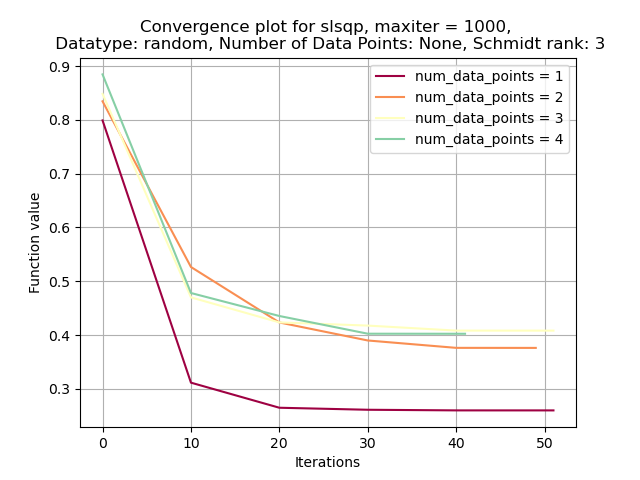 Convergence plot for slsqp, maxiter = 1000,
Datatype: random, Number of Data Points: None, Schmidt rank: 3
num_data_points = 1
num_data_points = 2
num_data_points = 3
num_data_points = 4
Function value
0.9
0.8
0.7
0.6
0.5
0.4
0.3
0 10 20 30 40 50
Iterations